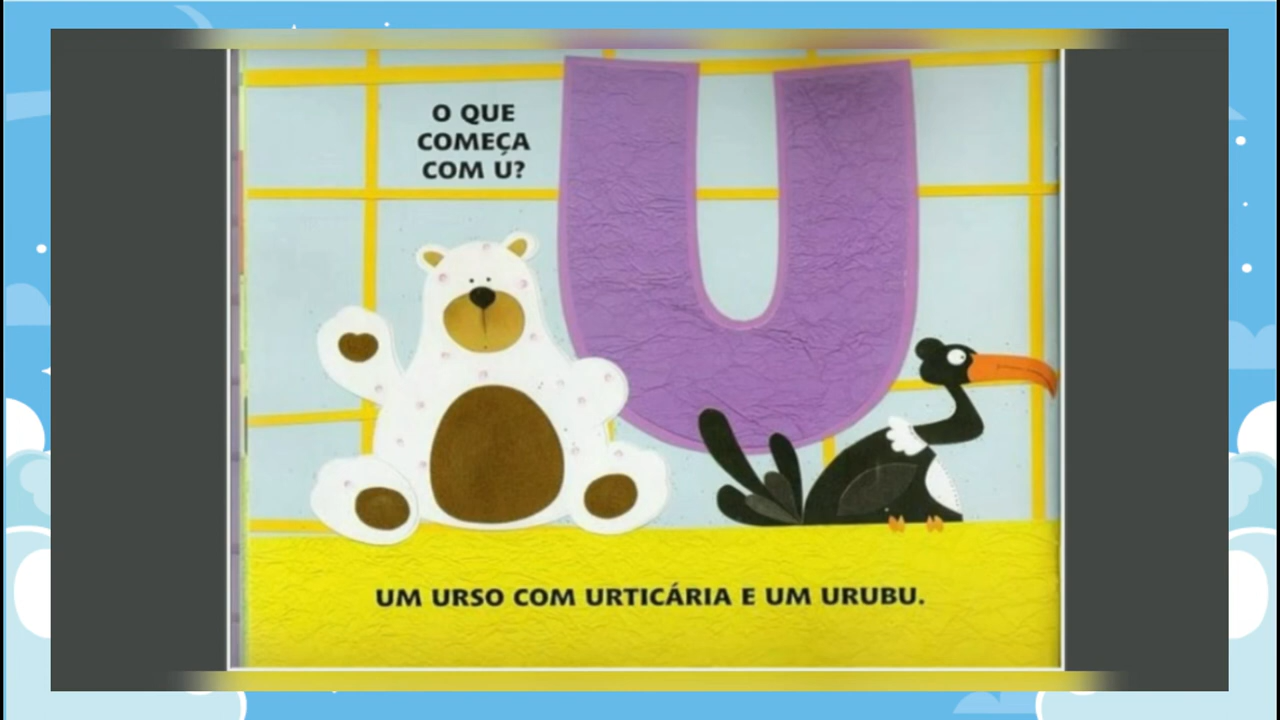 O QUE
COMEÇA
COM U?
U
UM URSO COM URTICÁRIA E UM URUBU.